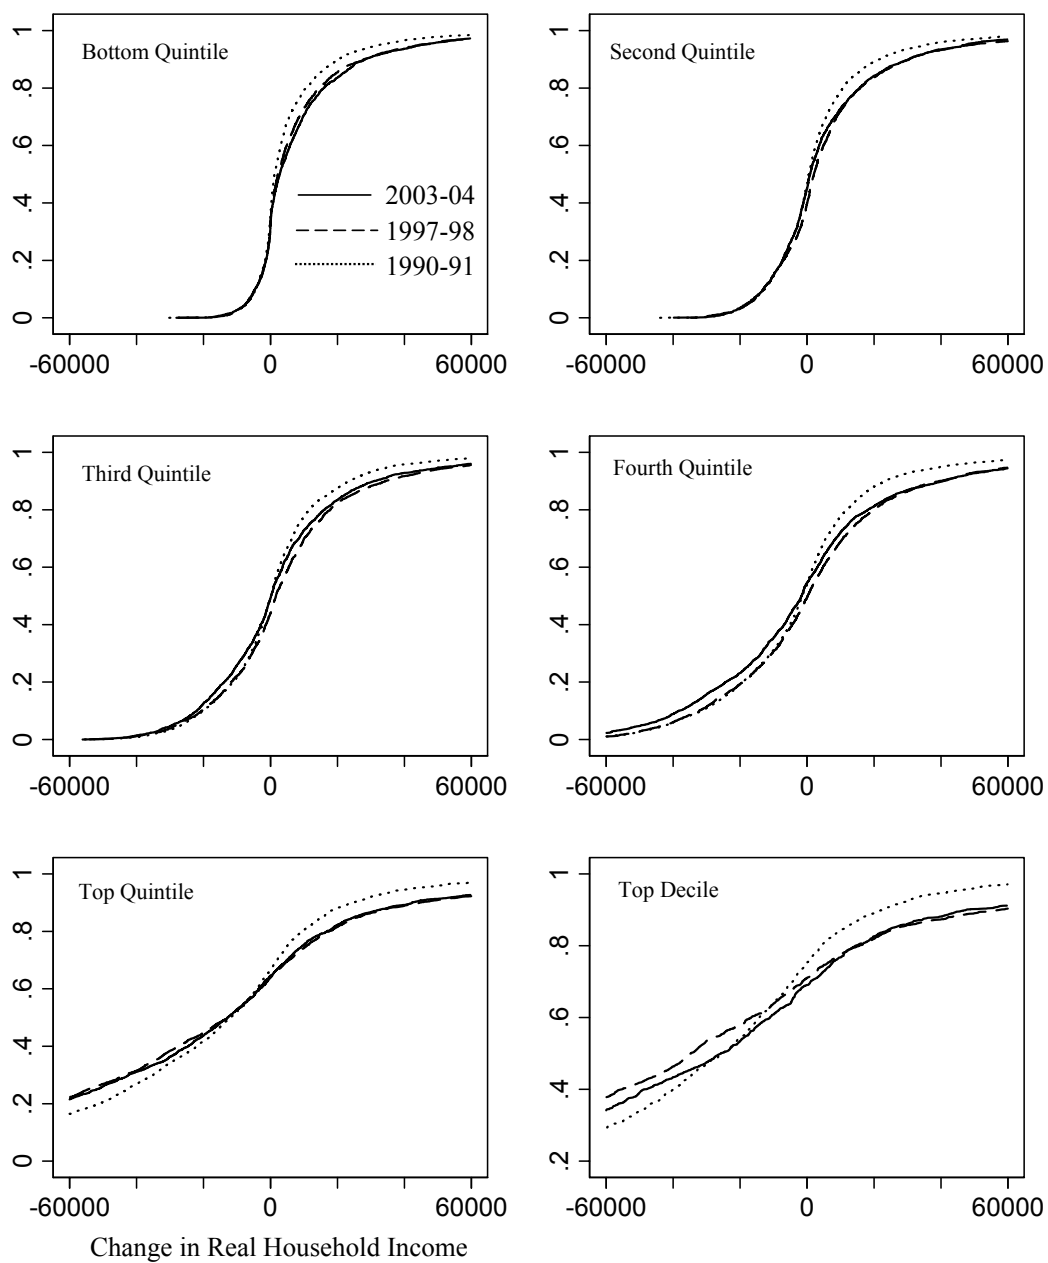 Bottom Quintile
2003-04
1997-98
1990-91
0 .2 .4 .6 .8 1
-60000 0 60000
Second Quintile
0 .2 .4 .6 .8 1
-60000 0 60000
Third Quintile
0 .2 .4 .6 .8 1
-60000 0 60000
Fourth Quintile
0 .2 .4 .6 .8 1
-60000 0 60000
Top Quintile
0 .2 .4 .6 .8 1
-60000 0 60000
Top Decile
.2 .4 .6 .8 1
-60000 0 60000
Change in Real Household Income